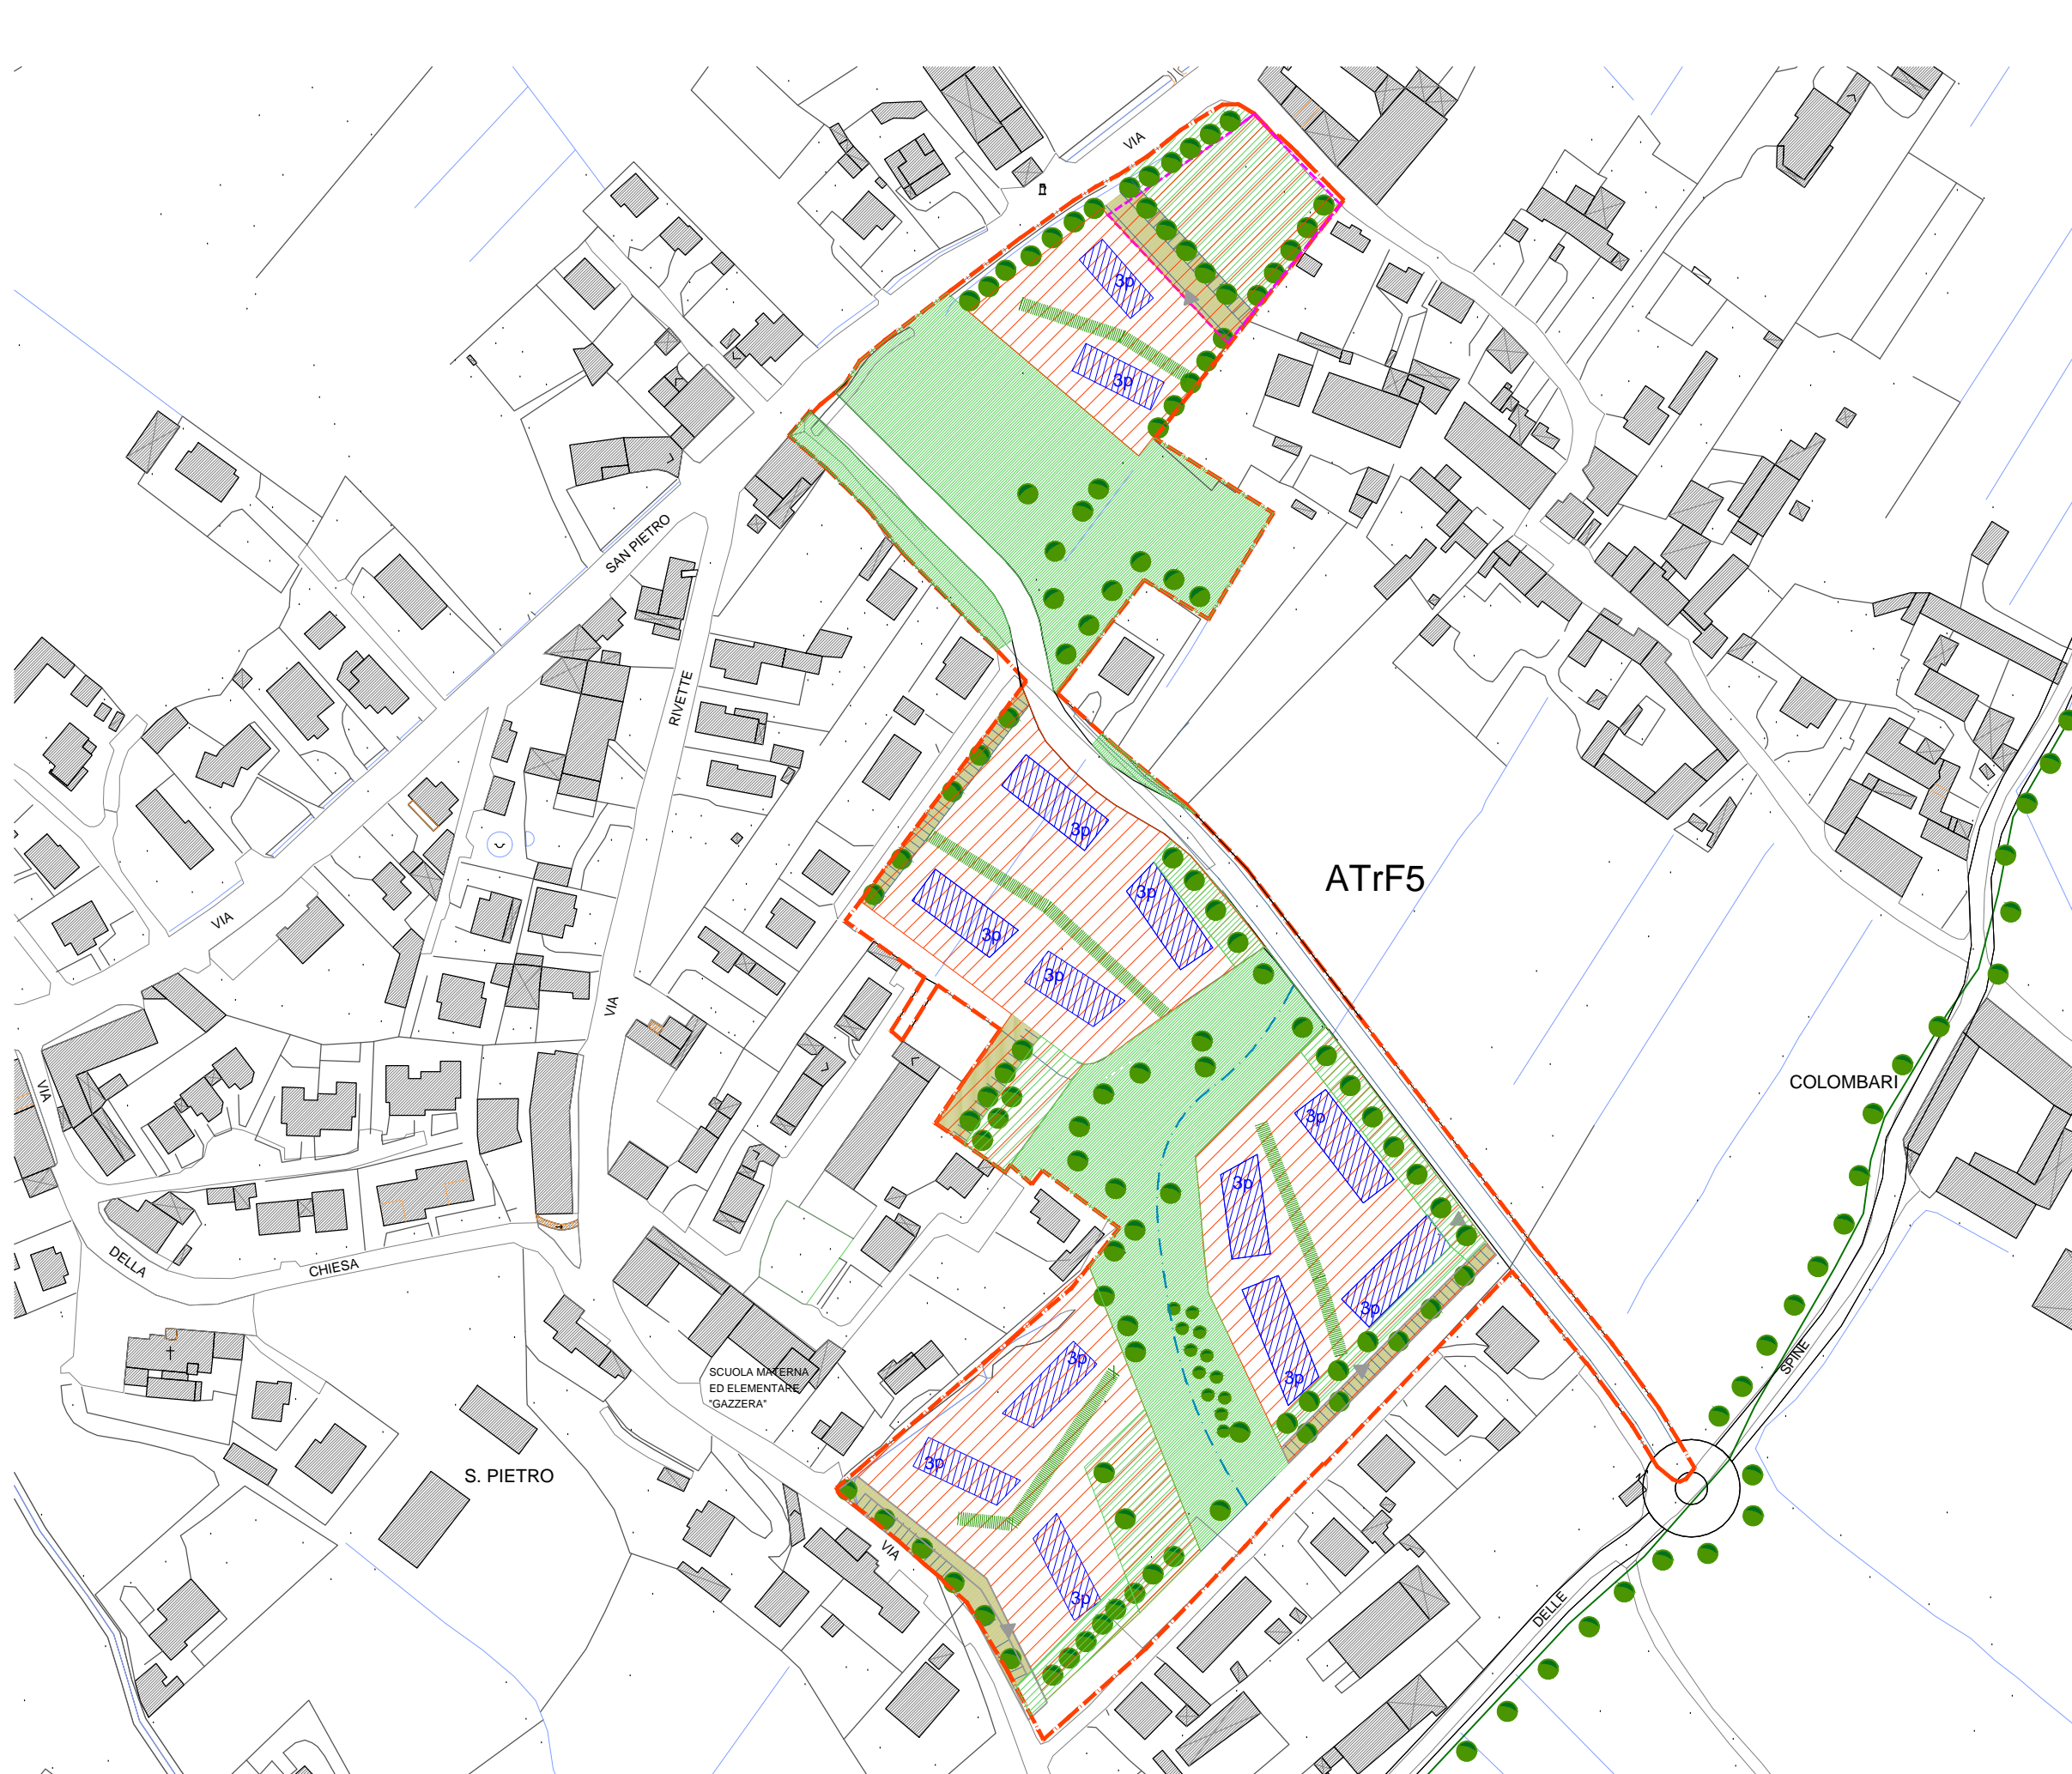 VIA
3p
3p
SAN PIETRO
RIVETTE
3p
ATrF5
3p
VIA
3p
3p
VIA
COLOMBARI
VIA
3p
3p
DELLA
CHIESA
3p
SPINE
3p
SCUOLA MATERNA
3p
ED ELEMENTARE
"GAZZERA"
3p
S. PIETRO
VIA
3p
DELLE